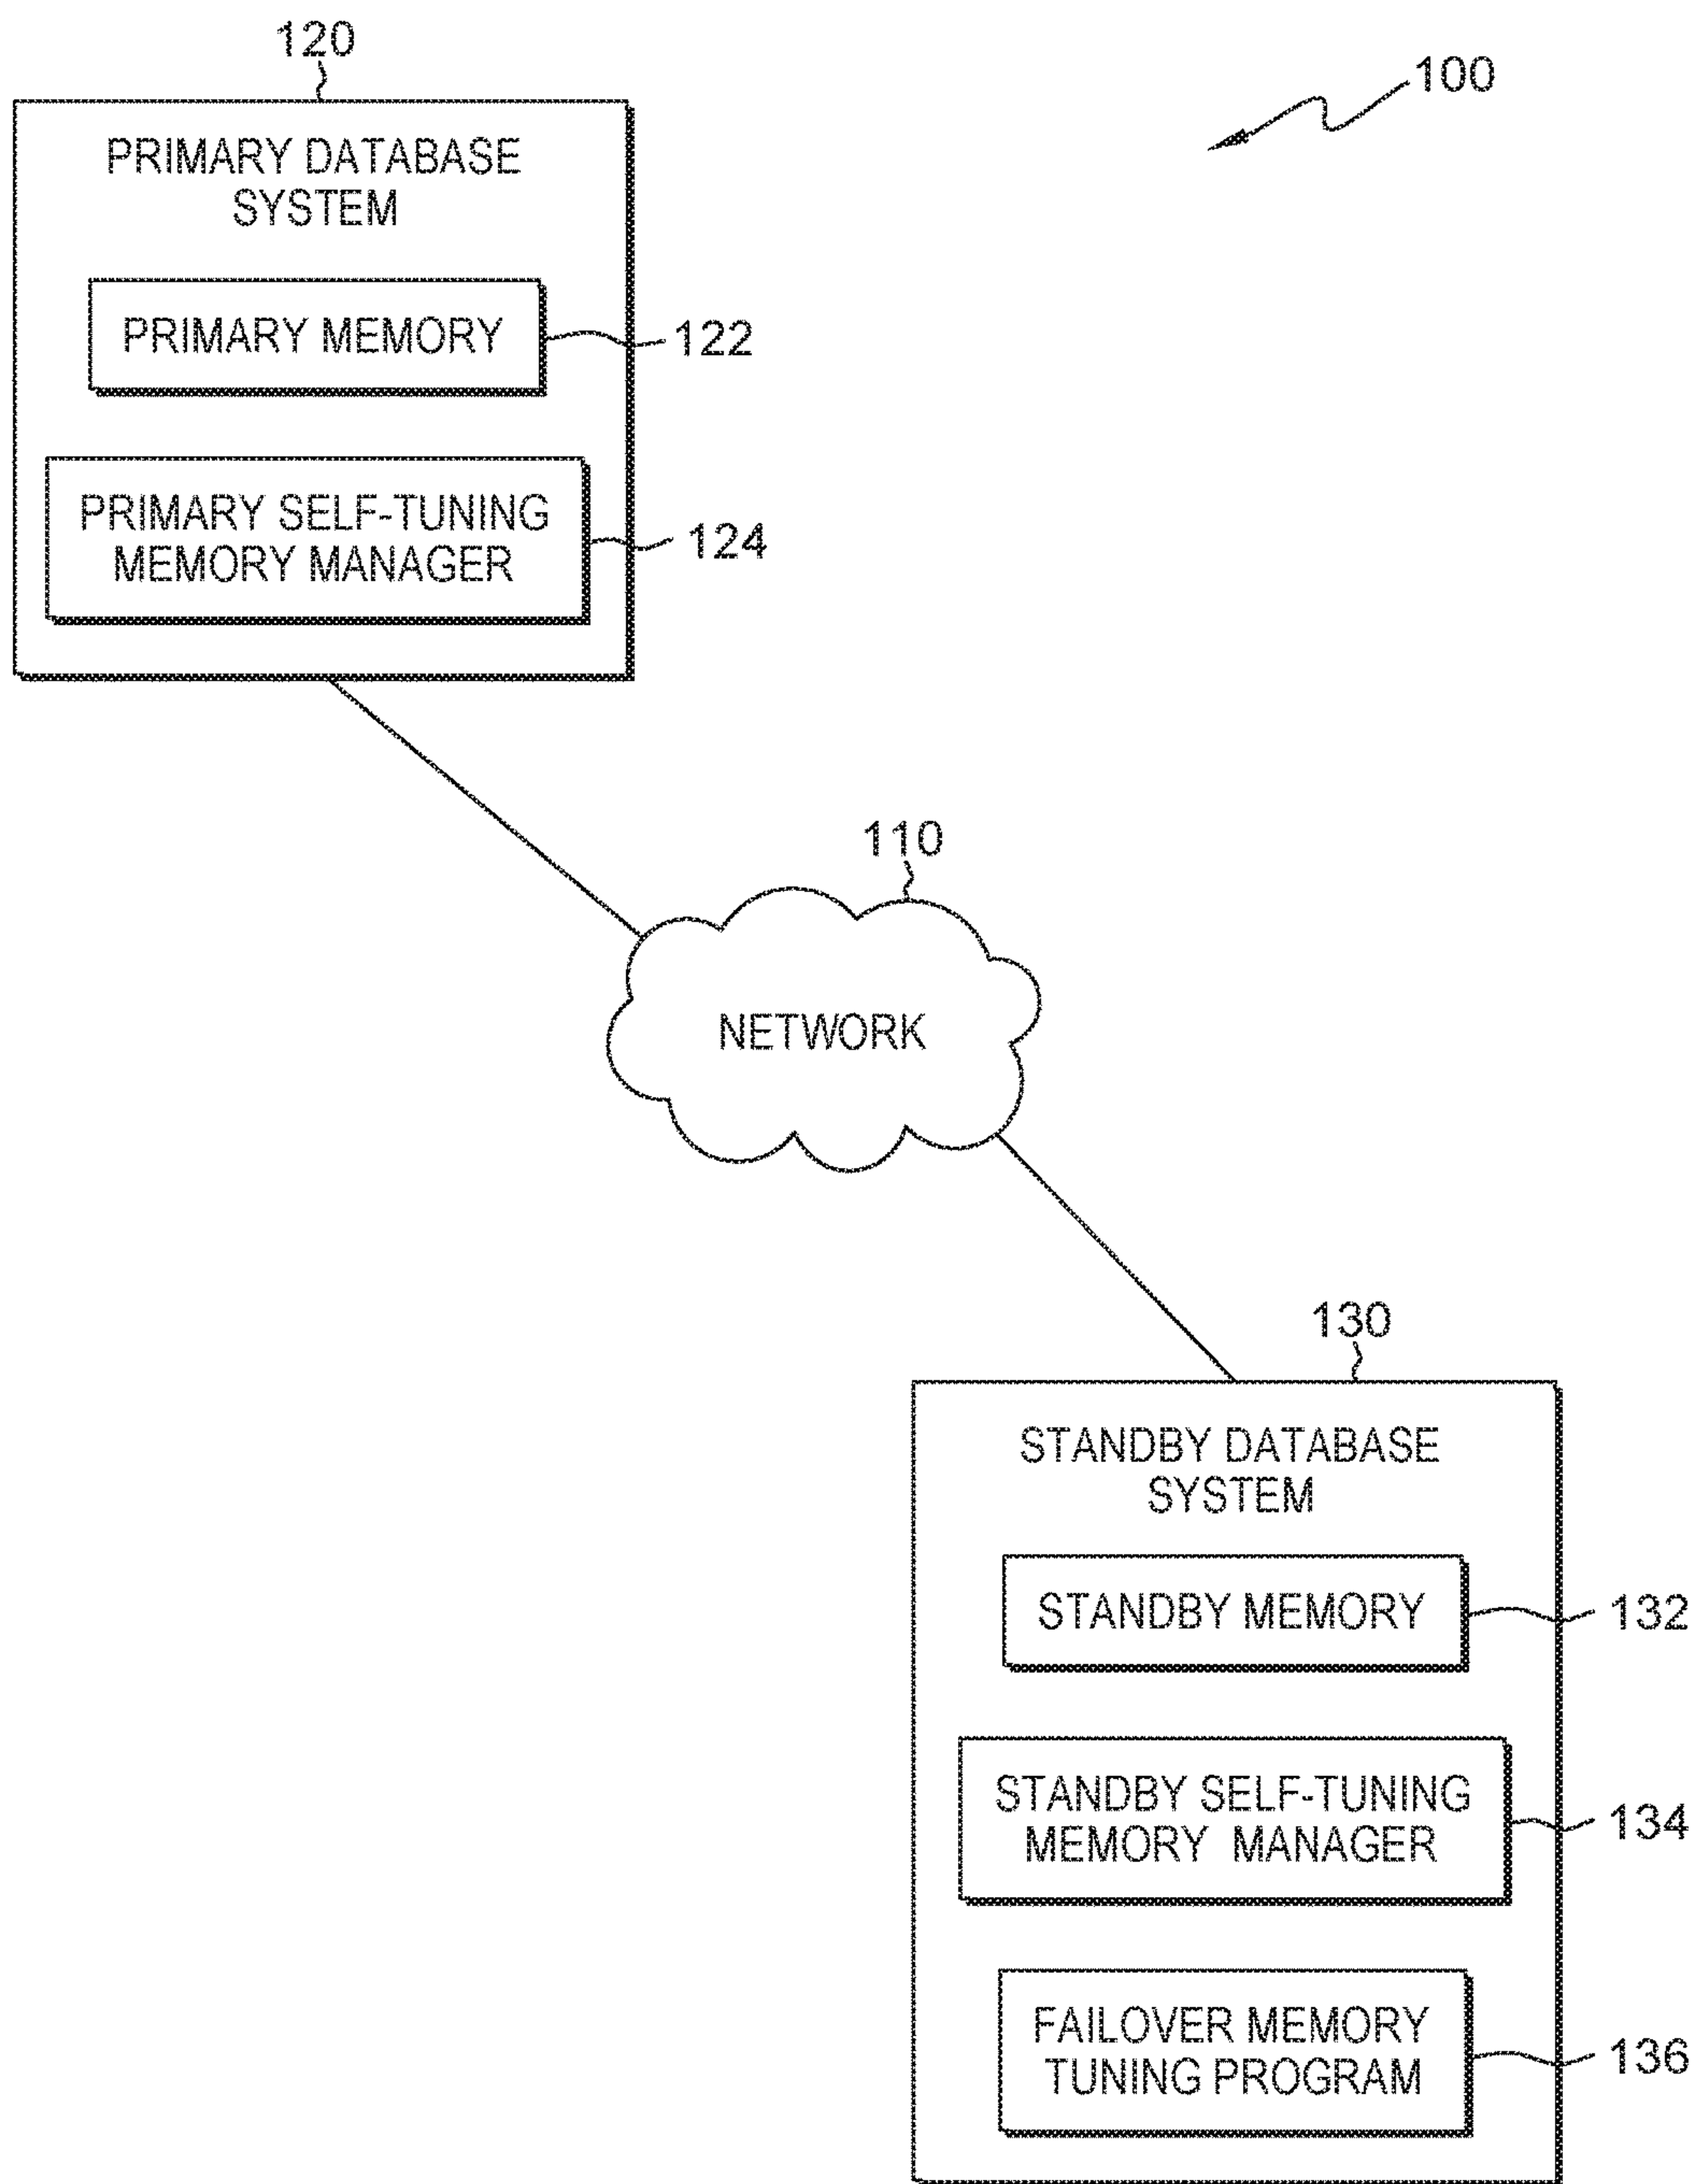 120
100
PRIMARY DATABASE
SYSTEM
PRIMARY MEMORY
122
PRIMARY SELF-TUNING
MEMORY MANAGER
124
110
NETWORK
130
STANDBY DATABASE
SYSTEM
STANDBY MEMORY
132
STANDBY SELF-TUNING
MEMORY MANAGER
134
FAILOVER MEMORY
TUNING PROGRAM
136